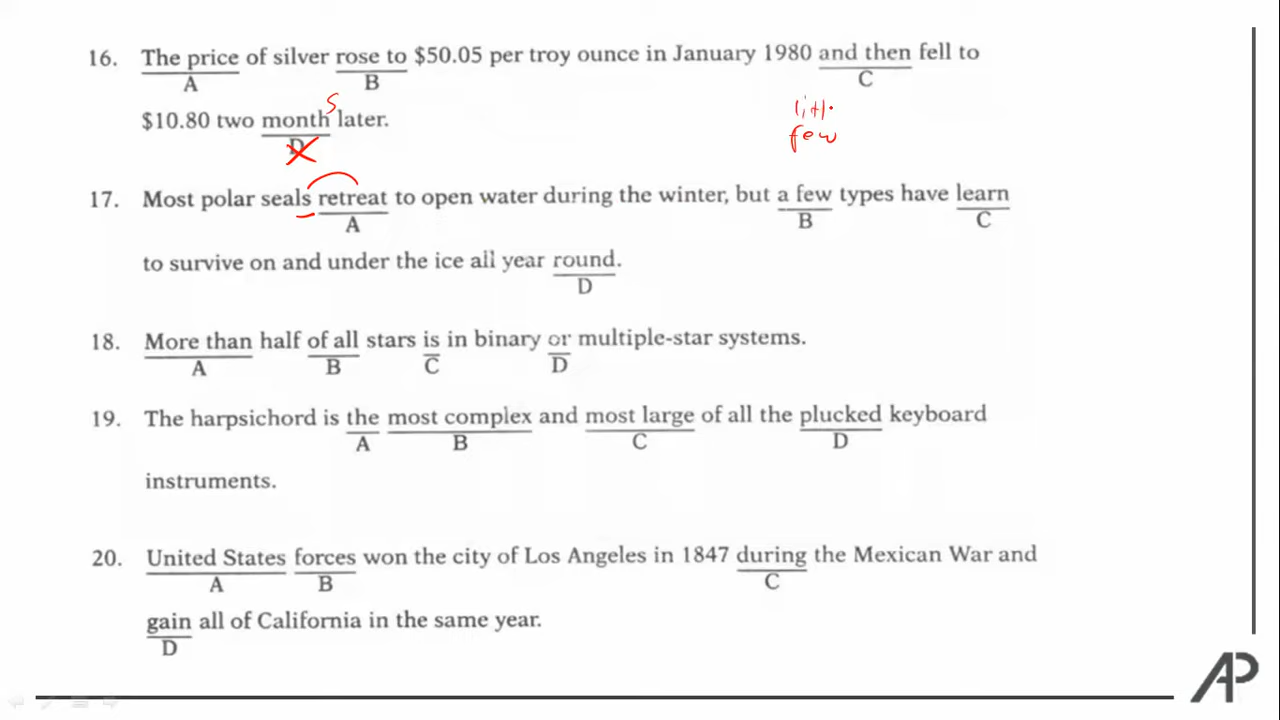 16. The price of silver rose to $50.05 per troy ounce in January 1980 and then fell to
A B C
s
$10.80 two month later.
D
few
17. Most polar seals retreat to open water during the winter, but a few types have learn
A B C
to survive on and under the ice all year round.
D
18. More than half of all stars is in binary or multiple-star systems.
A B C D
19. The harpsichord is the most complex and most large of all the plucked keyboard
A B C D
instruments.
20. United States forces won the city of Los Angeles in 1847 during the Mexican War and
A B C
gain all of California in the same year.
D
AP